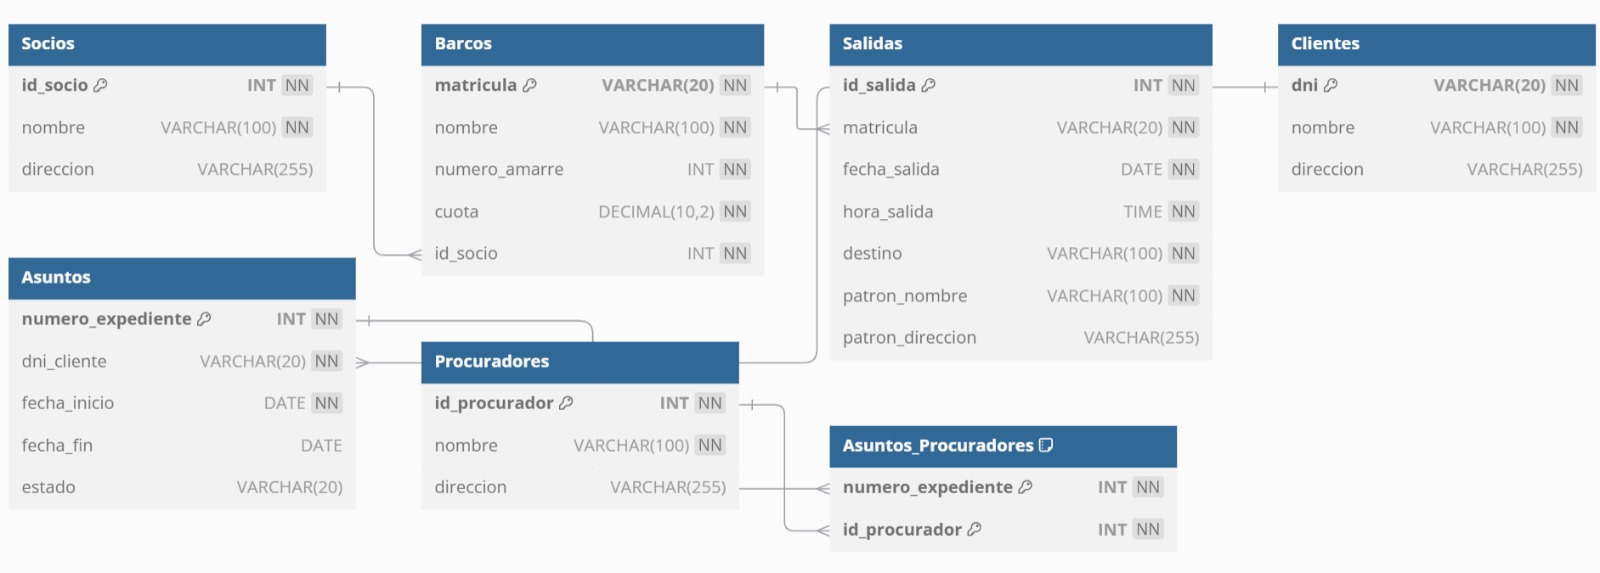 Socios
id_socio INT NN
nombre VARCHAR(100) NN
direccion VARCHAR(255)
Barcos
matricula VARCHAR(20) NN
nombre VARCHAR(100) NN
numero_amarre INT NN
cuota DECIMAL(10,2) NN
id_socio INT NN
Salidas
id_salida INT NN
matricula VARCHAR(20) NN
fecha_salida DATE NN
hora_salida TIME NN
destino VARCHAR(100) NN
patron_nombre VARCHAR(100) NN
patron_direccion VARCHAR(255)
Clientes
dni VARCHAR(20) NN
nombre VARCHAR(100) NN
direccion VARCHAR(255)
Asuntos
numero_expediente INT NN
dni_cliente VARCHAR(20) NN
fecha_inicio DATE NN
fecha_fin DATE
estado VARCHAR(20)
Procuradores
id_procurador INT NN
nombre VARCHAR(100) NN
direccion VARCHAR(255)
Asuntos_Procuradores
numero_expediente INT NN
id_procurador INT NN